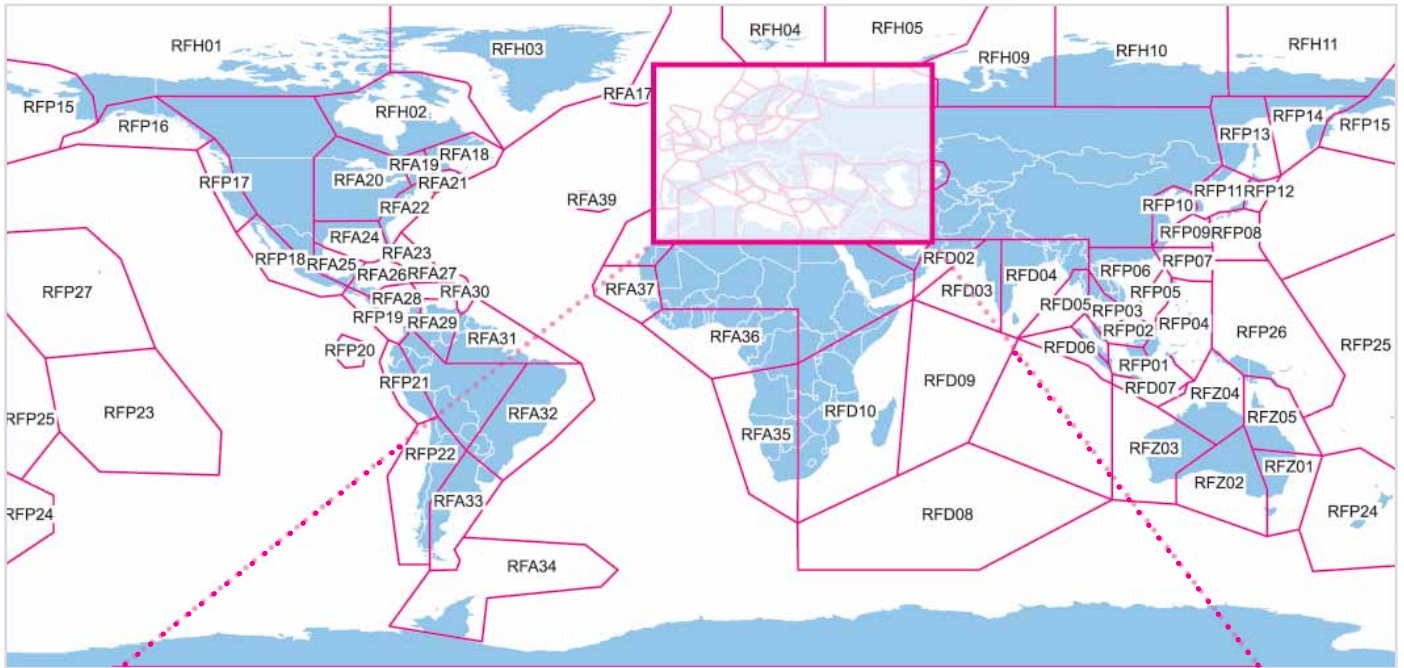 RFH01
RFH03
RFH04
RFH05
RFH09
RFH10
RFH11
RFP15
RFP16
RFH02
RFA17
RFP13
RFP14
RFP15
RFP17
RFA19
RFA18
RFA20
RFA21
RFA22
RFA39
RFP10
RFP11
RFP12
RFP09
RFP08
RFP18
RFA24
RFA23
RFA25
RFA26
RFA27
RFA28
RFA30
RFA37
RFD02
RFD03
RFD04
RFD05
RFP06
RFP07
RFP05
RFP27
RFP19
RFA29
RFA31
RFP20
RFA36
RFD06
RFP03
RFP02
RFP04
RFP01
RFP26
RFP25
RFP21
RFD09
RFD07
RFZ04
RFP25
RFP23
RFA32
RFA35
RFD10
RFZ05
RFP22
RFZ03
RFZ01
RFZ02
RFA33
RFP24
RFD08
RFP24
RFA34